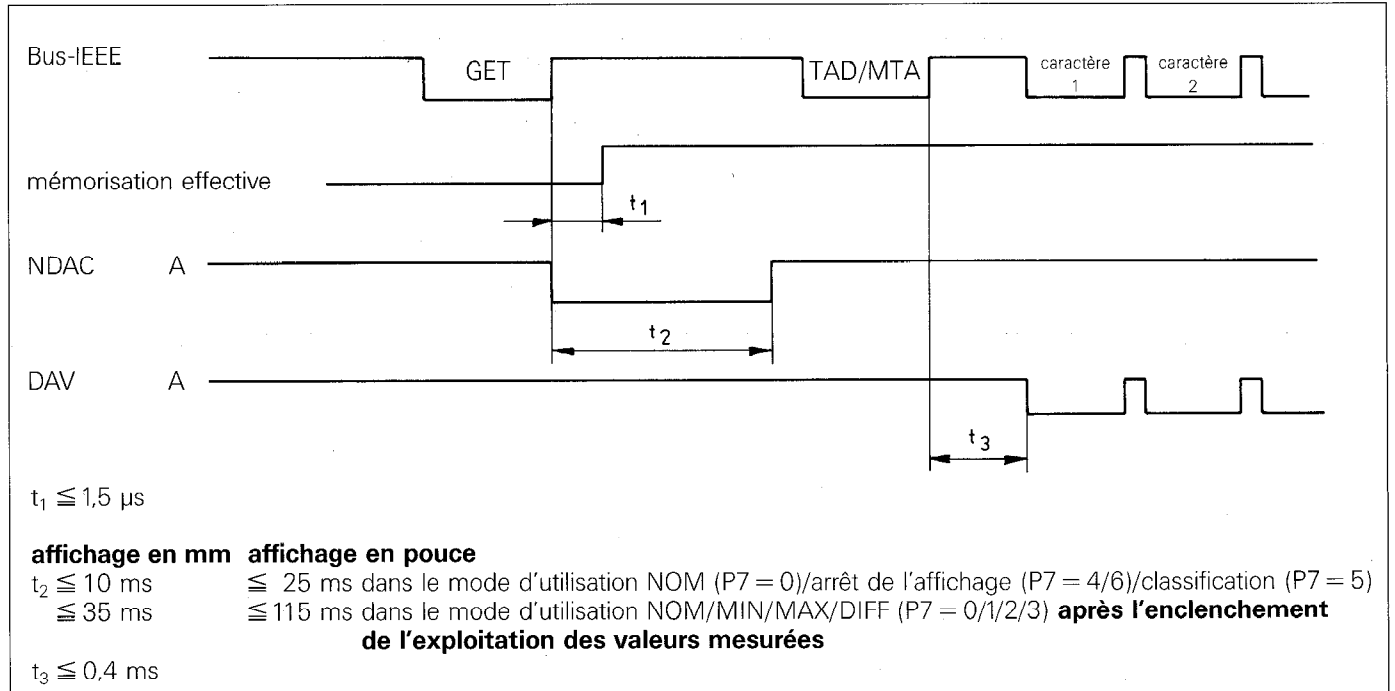 Bus-IEEE
GET
TAD/MTA
caractère
1
caractère
2
mémorisation effective
t₁
NDAC A
t₂
DAV A
t₃
t₁ ≦ 1,5 µs
affichage en mm affichage en pouce
t₂ ≦ 10 ms ≦ 25 ms dans le mode d'utilisation NOM (P7 = 0)/arrêt de l'affichage (P7 = 4/6)/classification (P7 = 5)
≦ 35 ms ≦ 115 ms dans le mode d'utilisation NOM/MIN/MAX/DIFF (P7 = 0/1/2/3) après l'enclenchement
de l'exploitation des valeurs mesurées
t₃ ≦ 0,4 ms